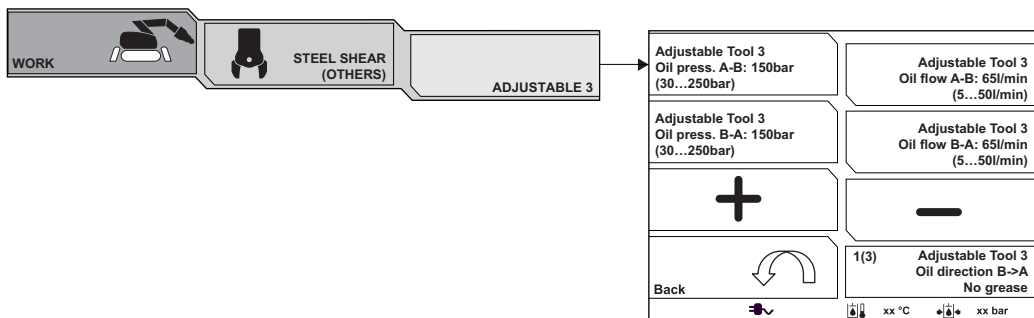 WORK
STEEL SHEAR
(OTHERS)
ADJUSTABLE 3
Adjustable Tool 3
Oil press. A-B: 150bar
(30…250bar)
Adjustable Tool 3
Oil flow A-B: 65l/min
(5…50l/min)
Adjustable Tool 3
Oil press. B-A: 150bar
(30…250bar)
Adjustable Tool 3
Oil flow B-A: 65l/min
(5…50l/min)
Back
1(3)
Adjustable Tool 3
Oil direction B->A
No grease
xx °C
xx bar